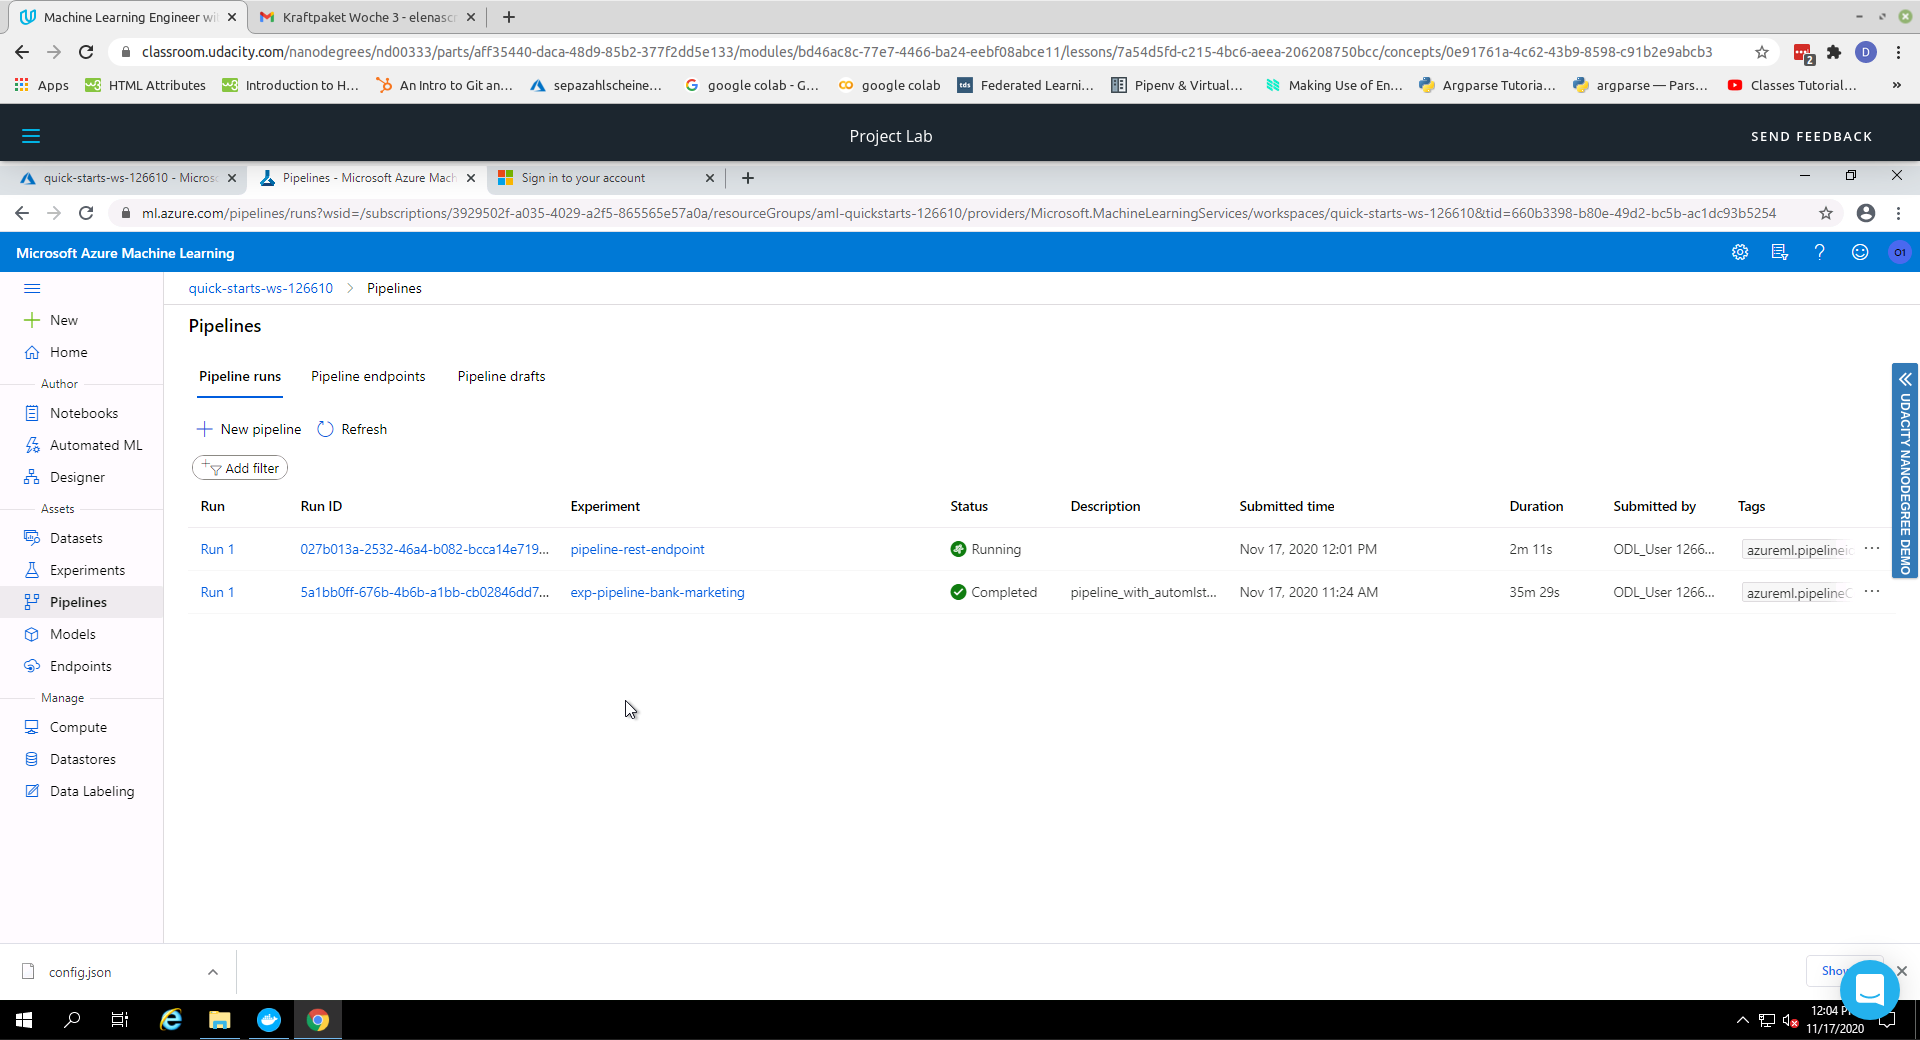 Machine Learning Engineer wi
Kraftpaket Woche 3 - elenascr
classroom.udacity.com/nanodegrees/nd00333/parts/aff35440-daca-48d9-85b2-377f2dd5e133/modules/bd46ac8c-77e7-4466-ba24-eebf08abce11/lessons/7a54d5fd-c215-4bc6-aeea-206208750bcc/concepts/0e91761a-4c62-43b9-8598-c91b2e9abcb3
2
D
Apps
HTML Attributes
Introduction to H...
An Intro to Git an...
sepazahlscheine...
google colab - G...
google colab
Federated Learni...
Pipenv & Virtual...
Making Use of En...
Argparse Tutoria...
argparse — Pars...
Classes Tutorial...
Project Lab
SEND FEEDBACK
quick-starts-ws-126610 - Micros
Pipelines - Microsoft Azure Mach
Sign in to your account
ml.azure.com/pipelines/runs?wsid=/subscriptions/3929502f-a035-4029-a2f5-865565e57a0a/resourceGroups/aml-quickstarts-126610/providers/Microsoft.MachineLearningServices/workspaces/quick-starts-ws-126610&tid=660b3398-b80e-49d2-bc5b-ac1dc93b5254
Microsoft Azure Machine Learning
O1
quick-starts-ws-126610 > Pipelines
New
Home
Author
Notebooks
Automated ML
Designer
Assets
Datasets
Experiments
Pipelines
Models
Endpoints
Manage
Compute
Datastores
Data Labeling
Pipelines
Pipeline runs
Pipeline endpoints
Pipeline drafts
New pipeline
Refresh
Add filter
Run Run ID Experiment Status Description Submitted time Duration Submitted by Tags
Run 1 027b013a-2532-46a4-b082-bcca14e719... pipeline-rest-endpoint Running Nov 17, 2020 12:01 PM 2m 11s ODL_User 1266... azureml.pipelineid ...
Run 1 5a1bb0ff-676b-4b6b-a1bb-cb02846dd7... exp-pipeline-bank-marketing Completed pipeline_with_automlst... Nov 17, 2020 11:24 AM 35m 29s ODL_User 1266... azureml.pipelineC ...
UDACITY NANODEGREE DEMO
config.json
Show
12:04 P
11/17/2020